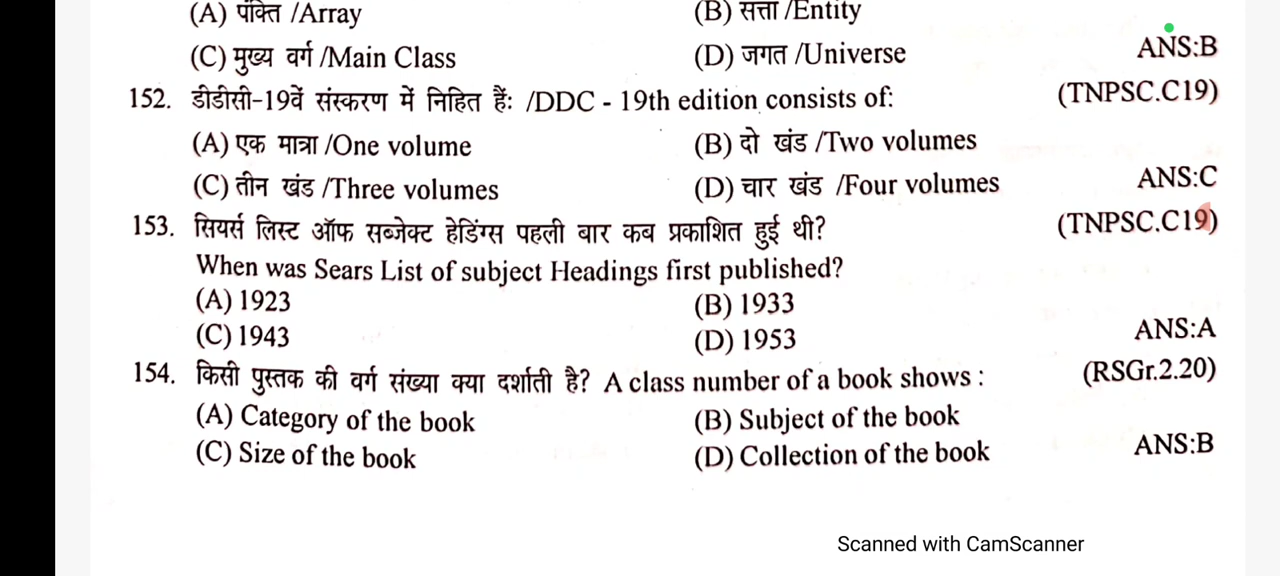 (A) पंक्ति /Array (B) सत्ता /Entity
(C) मुख्य वर्ग /Main Class (D) जगत /Universe ANS:B
152. डीडीसी-19वें संस्करण में निहित हैंः /DDC - 19th edition consists of: (TNPSC.C19)
(A) एक मात्रा /One volume (B) दो खंड /Two volumes
(C) तीन खंड /Three volumes (D) चार खंड /Four volumes ANS:C
153. सियर्स लिस्ट ऑफ सब्जेक्ट हेडिंग्स पहली बार कब प्रकाशित हुई थी? (TNPSC.C19)
When was Sears List of subject Headings first published?
(A) 1923 (B) 1933
(C) 1943 (D) 1953 ANS:A
154. किसी पुस्तक की वर्ग संख्या क्या दर्शाती है? A class number of a book shows : (RSGr.2.20)
(A) Category of the book (B) Subject of the book
(C) Size of the book (D) Collection of the book ANS:B
Scanned with CamScanner